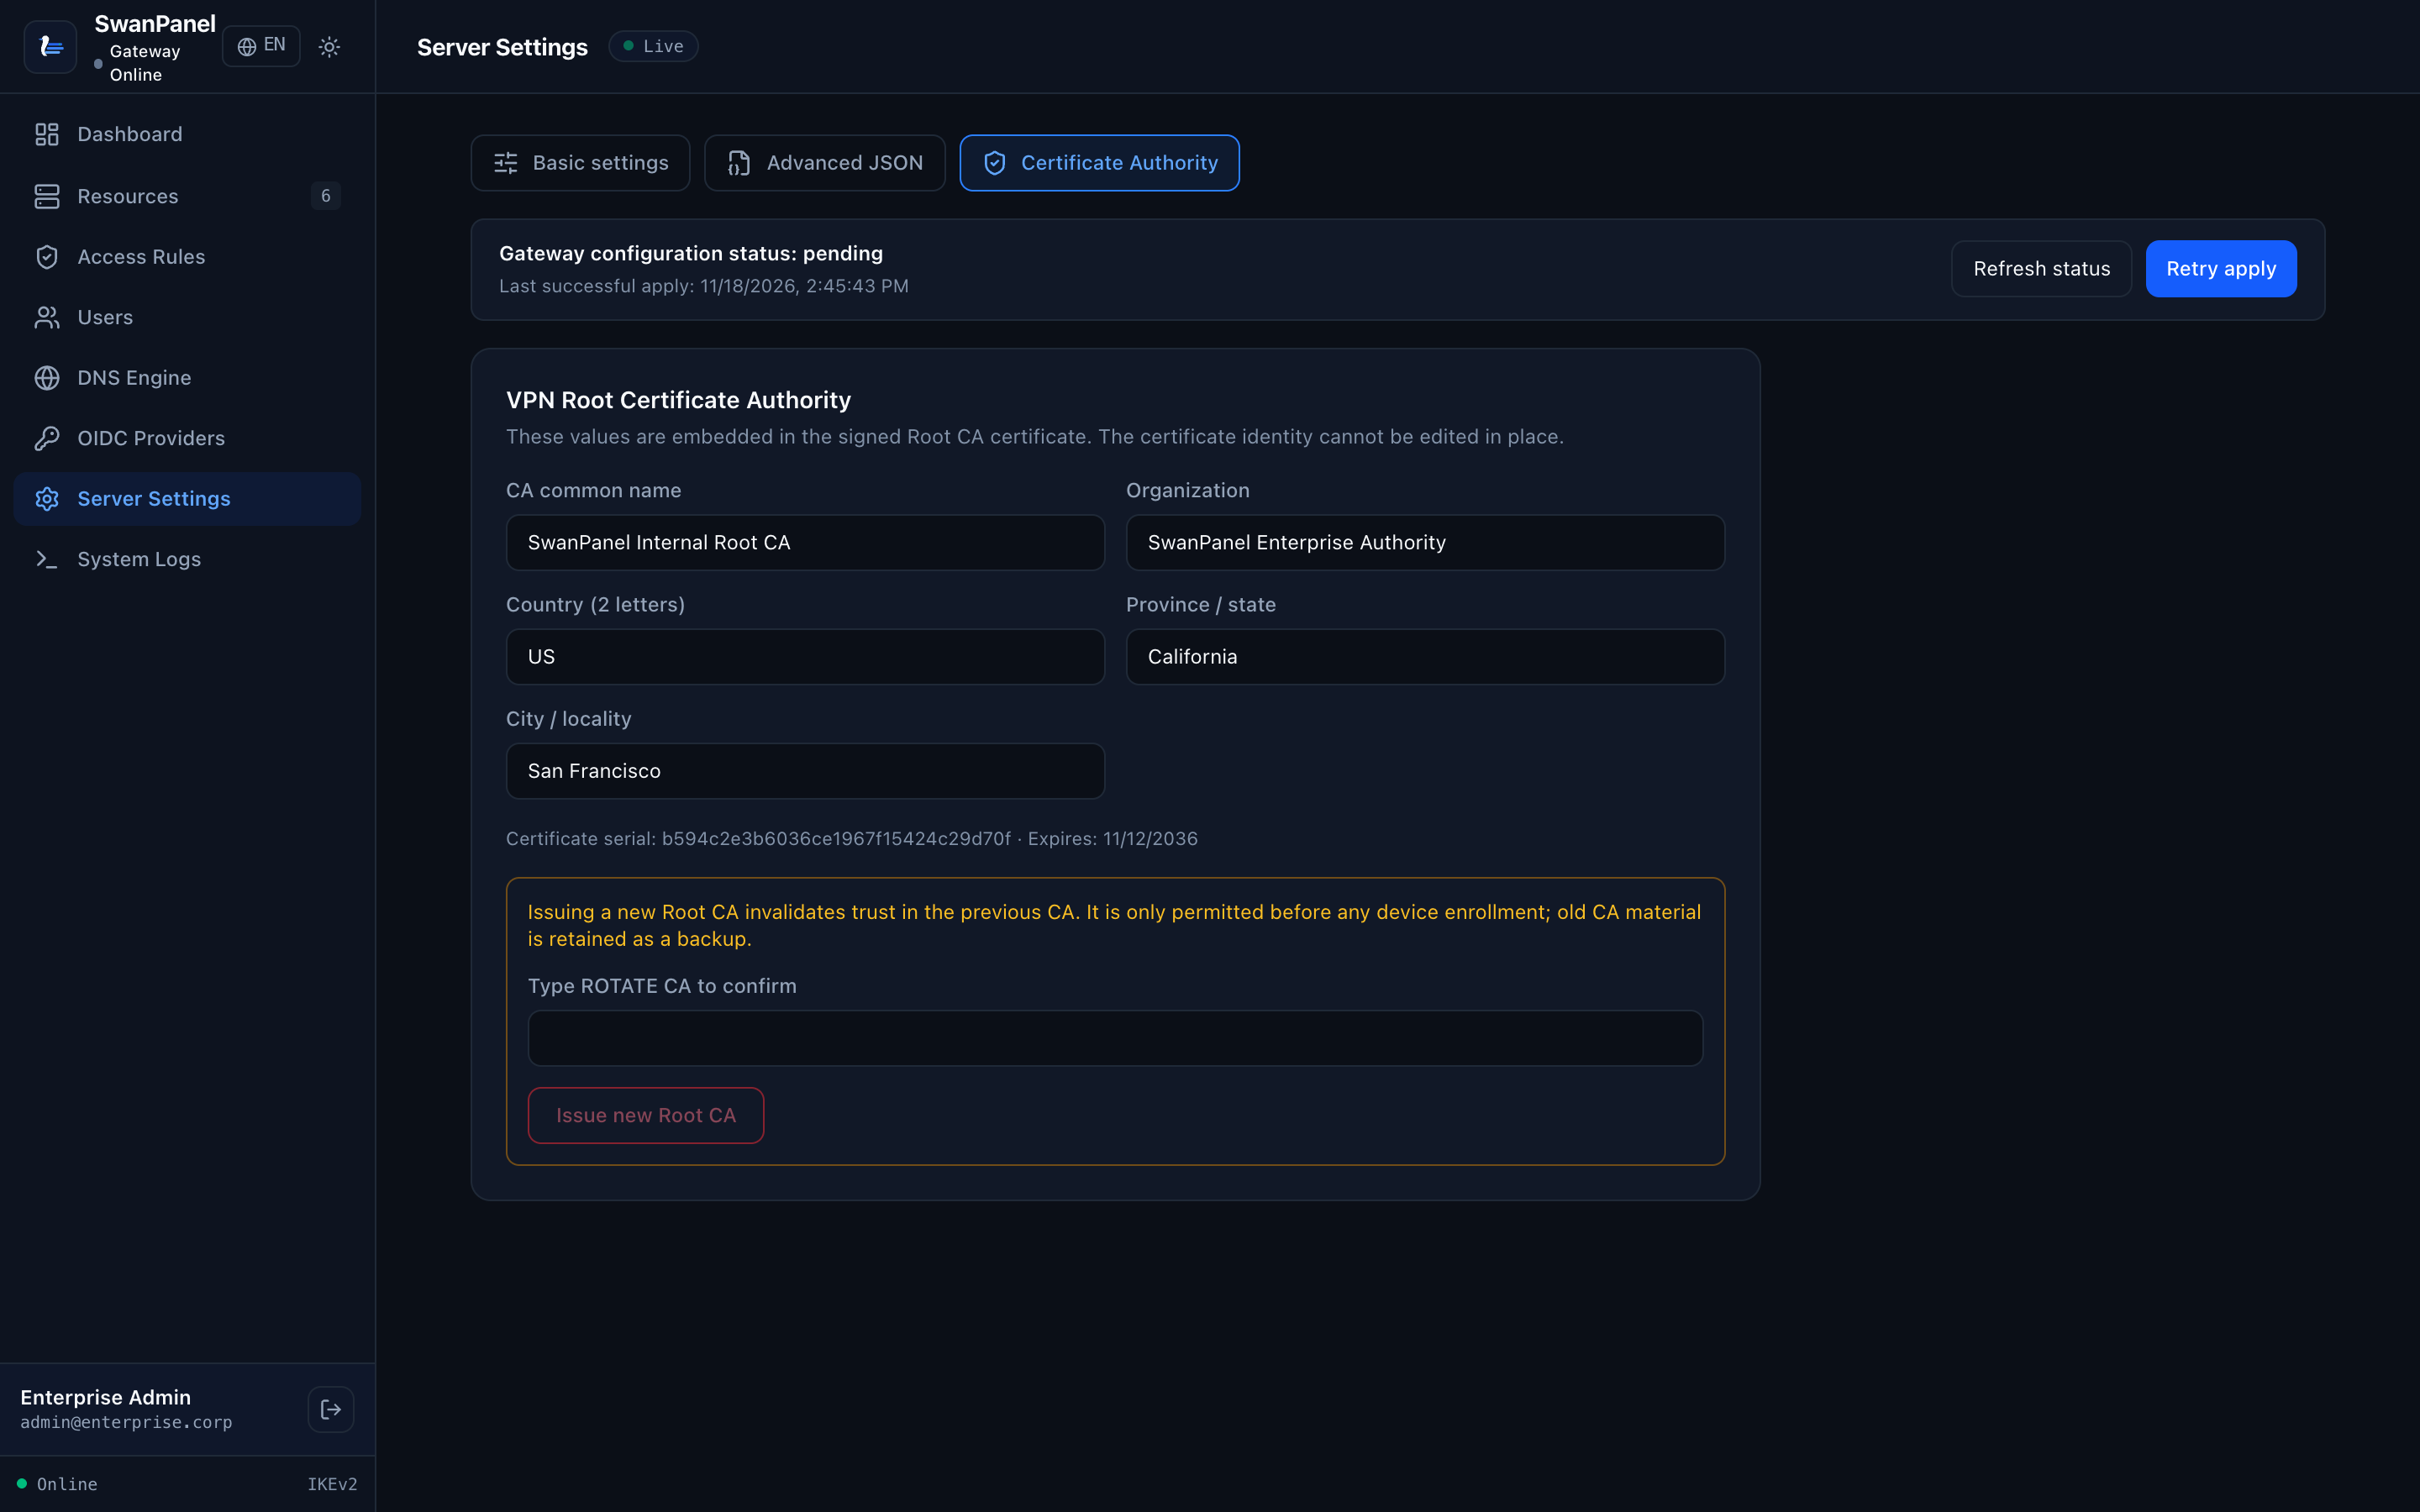 SwanPanel
Gateway
Online
EN
Dashboard
Resources
6
Access Rules
Users
DNS Engine
OIDC Providers
Server Settings
System Logs
Enterprise Admin
admin@enterprise.corp
Online
IKEv2
Server Settings
Live
Basic settings
Advanced JSON
Certificate Authority
Gateway configuration status: pending
Last successful apply: 11/18/2026, 2:45:43 PM
Refresh status
Retry apply
VPN Root Certificate Authority
These values are embedded in the signed Root CA certificate. The certificate identity cannot be edited in place.
CA common name
SwanPanel Internal Root CA
Organization
SwanPanel Enterprise Authority
Country (2 letters)
US
Province / state
California
City / locality
San Francisco
Certificate serial: b594c2e3b6036ce1967f15424c29d70f · Expires: 11/12/2036
Issuing a new Root CA invalidates trust in the previous CA. It is only permitted before any device enrollment; old CA material
is retained as a backup.
Type ROTATE CA to confirm
Issue new Root CA